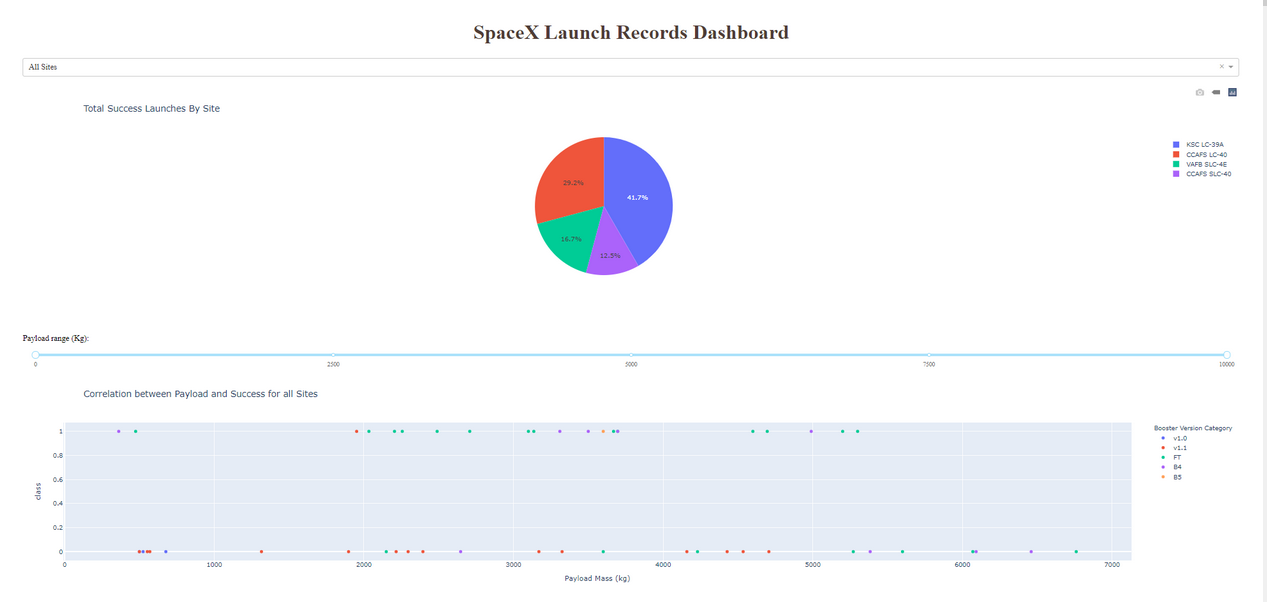 SpaceX Launch Records Dashboard
All Sites
Total Success Launches By Site
KSC LC-39A
CCAFS LC-40
VAFB SLC-4E
CCAFS SLC-40
29.2%
41.7%
16.7%
12.5%
Payload range (Kg):
0 2500 5000 7500 10000
Correlation between Payload and Success for all Sites
Booster Version Category
v1.0
v1.1
FT
B4
B5
class
1
0.8
0.6
0.4
0.2
0
0 1000 2000 3000 4000 5000 6000 7000
Payload Mass (kg)